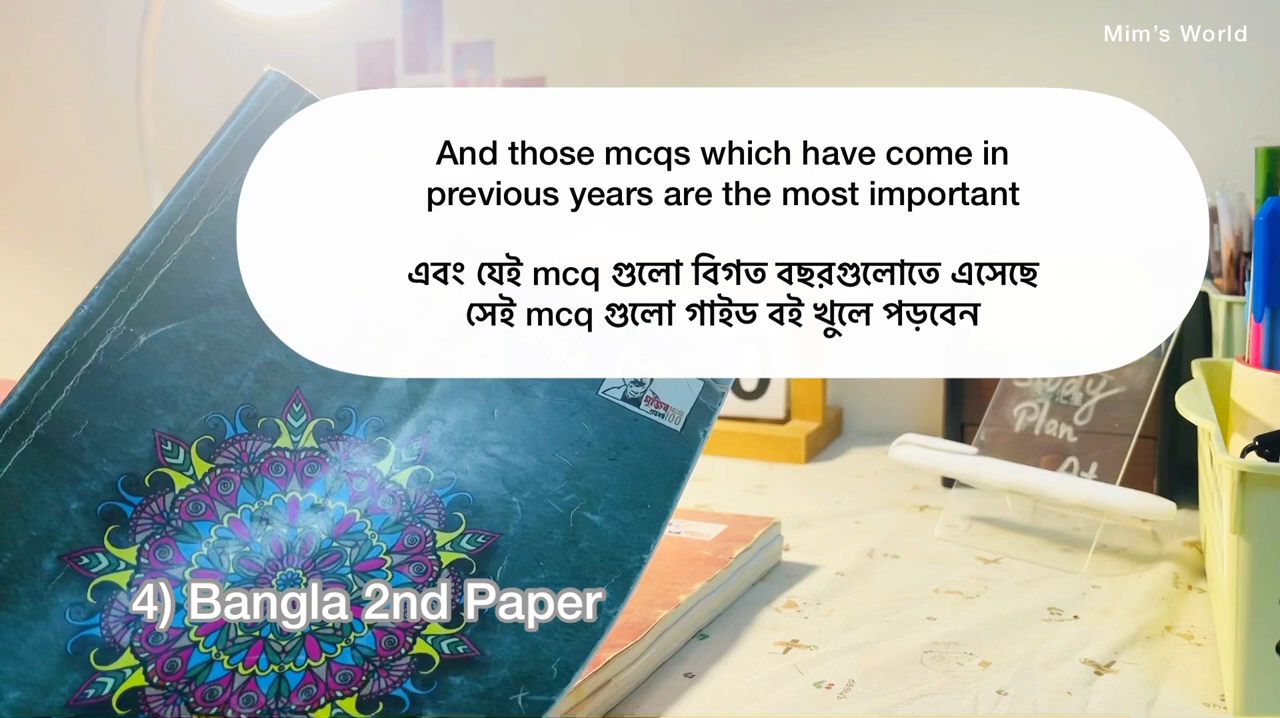 Mim's World
And those mcqs which have come in
previous years are the most important
এবং যেই mcq গুলো বিগত বছরগুলোতে এসেছে
সেই mcq গুলো গাইড বই খুলে পড়বেন
মুজিব
100
Study
Plan
4) Bangla 2nd Paper